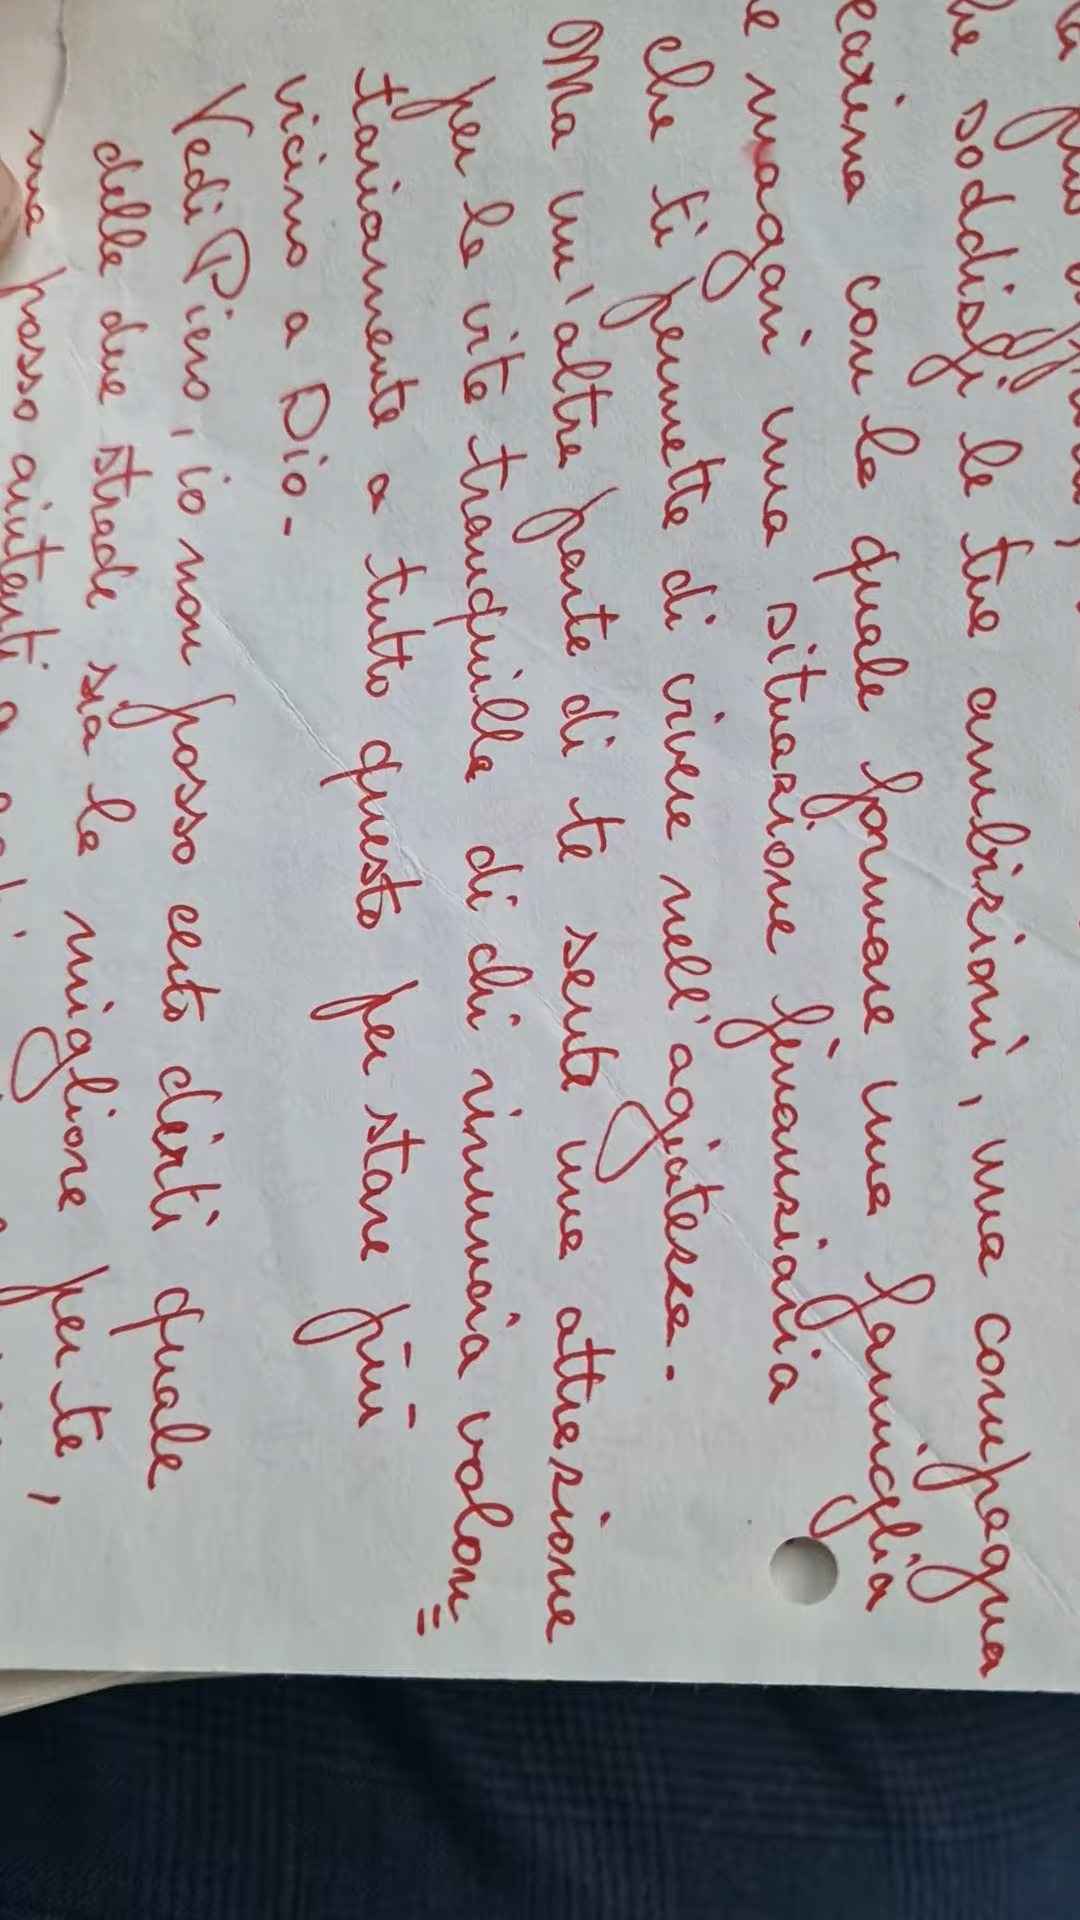 che soddisfi le tue ambizioni, una compagna
carina con la quale formare una famiglia
e magari una situazione finanziaria
che ti permetta di vivere nell'agiatezza.
Ma un'altra parte di te sente una attrazione
per la vita tranquilla di chi rinuncia volon=
tariamente a tutto questo per stare più
vicino a Dio.
Vedi Piero, io non posso certo dirti quale
delle due strade sia la migliore per te,
ma posso aiutarti a